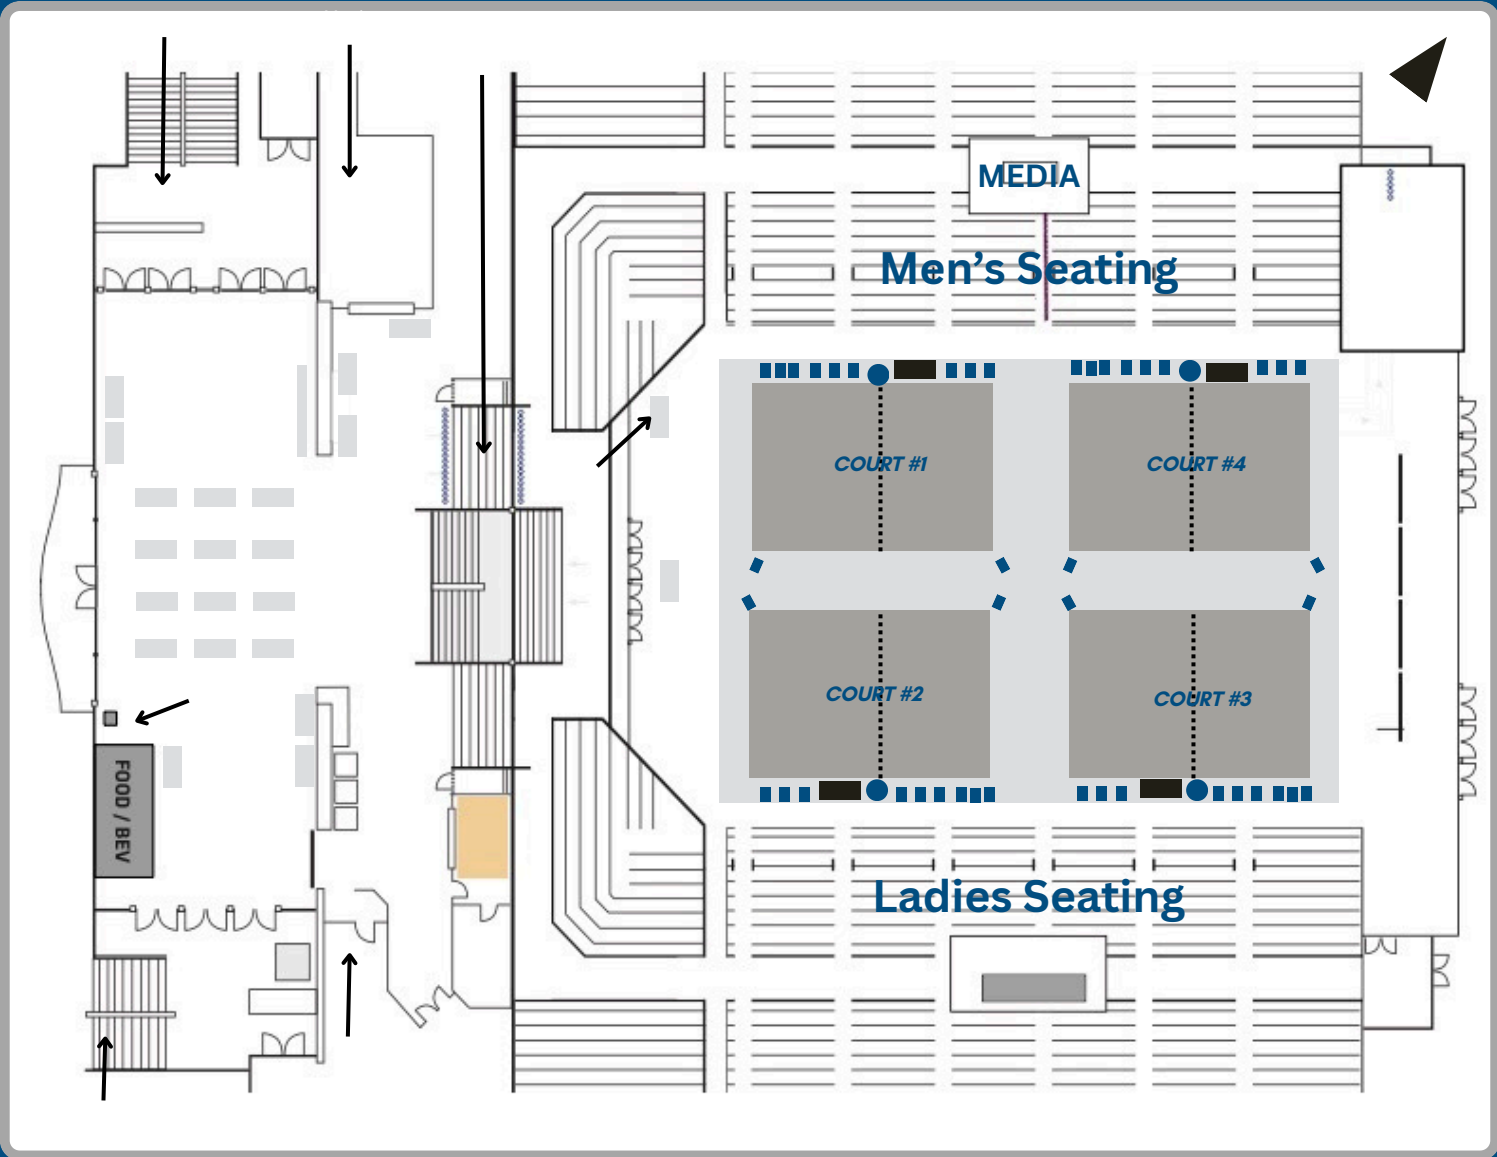 MEDIA
Men's Seating
COURT #1
COURT #4
COURT #2
COURT #3
FOOD / BEV
Ladies Seating